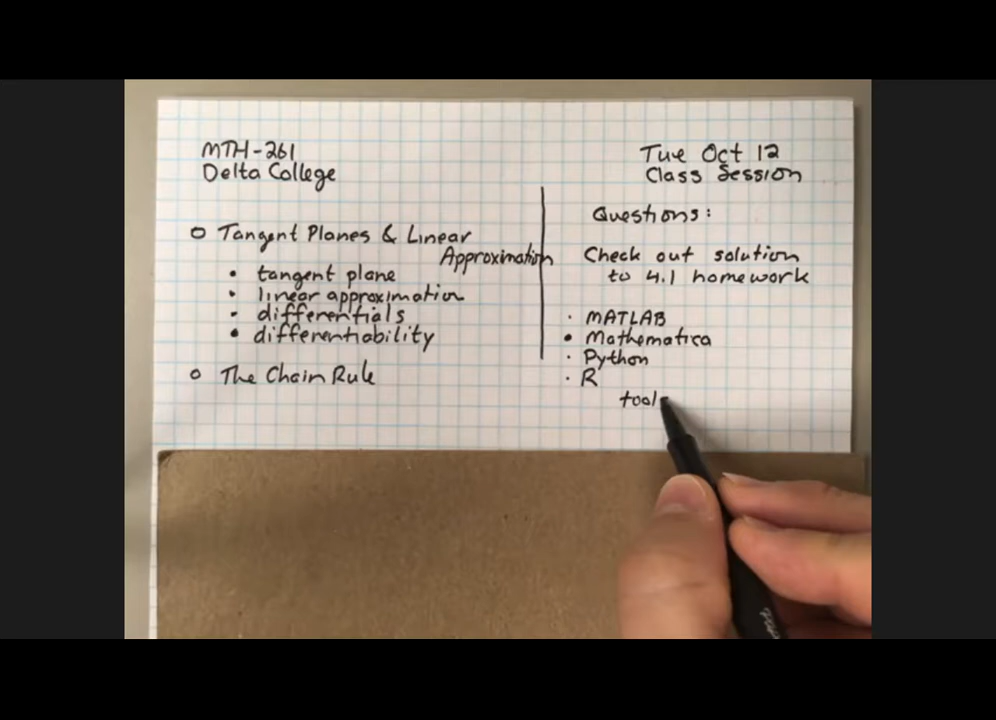 MTH-261
Delta College
Tue Oct 12
Class Session
○ Tangent Planes & Linear
Approximation
• tangent plane
• linear approximation
• differentials
• differentiability
○ The Chain Rule
Questions:
Check out solution
to 4.1 homework
• MATLAB
• Mathematica
• Python
• R
tools